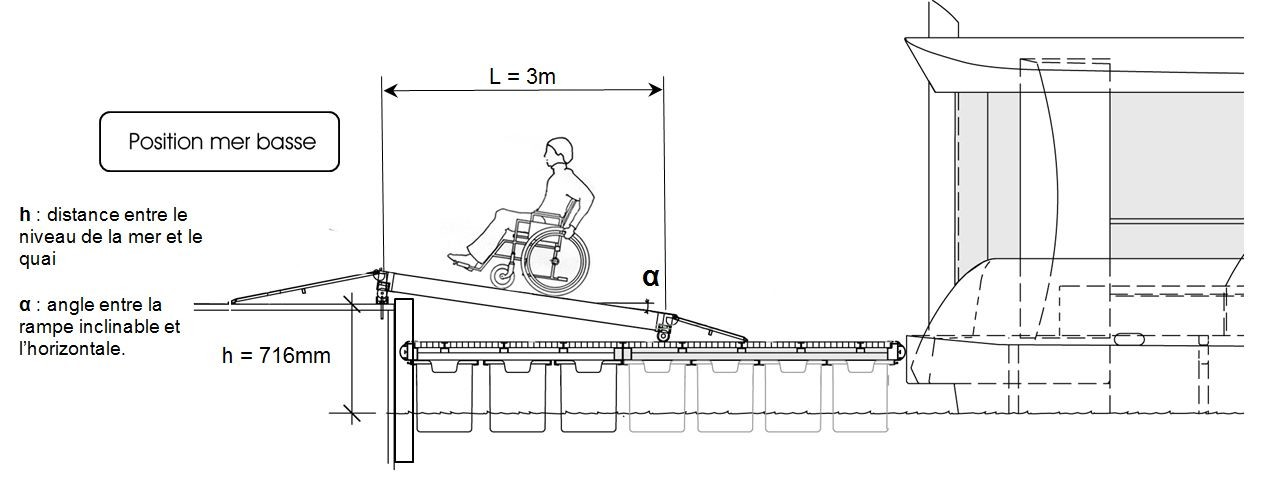 L = 3m
Position mer basse
h : distance entre le
niveau de la mer et le
quai
α
α : angle entre la
rampe inclinable et
l'horizontale.
h = 716mm